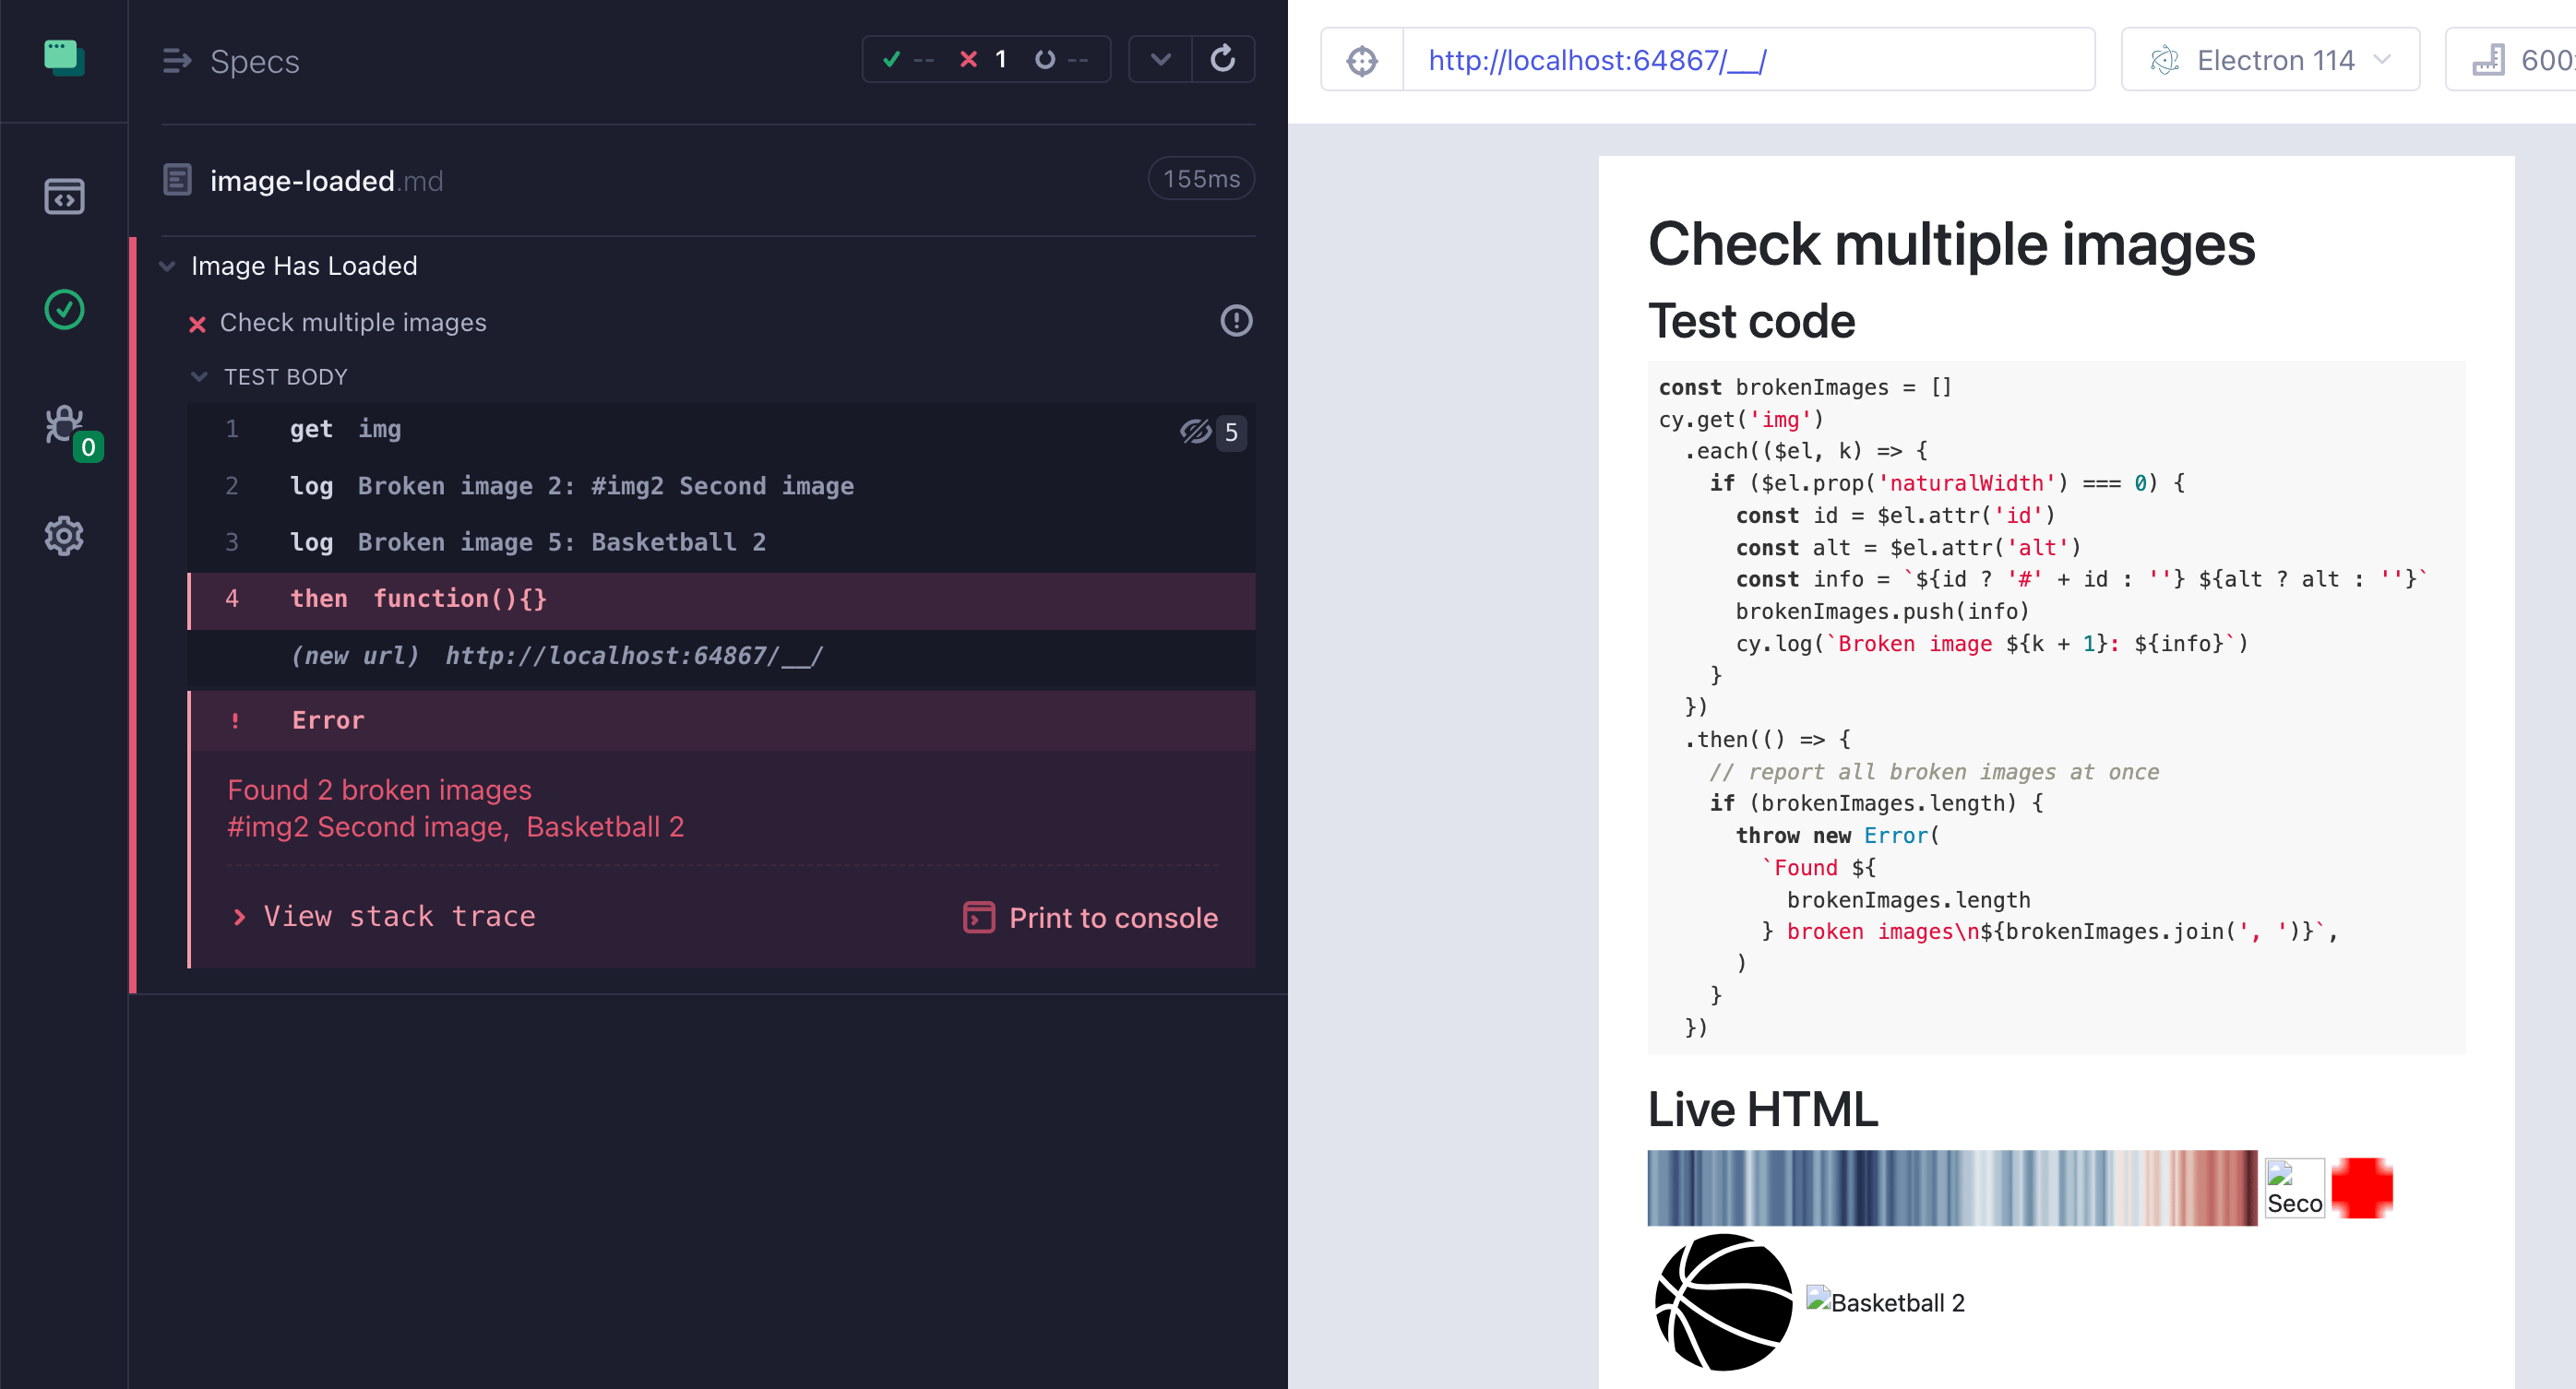 Specs
-- 1 --
image-loaded.md
155ms
Image Has Loaded
Check multiple images
TEST BODY
1 get img 5
2 log Broken image 2: #img2 Second image
3 log Broken image 5: Basketball 2
4 then function(){}
(new url) http://localhost:64867/__/
! Error
Found 2 broken images
#img2 Second image, Basketball 2
View stack trace
Print to console
0
http://localhost:64867/__/
Electron 114
600
Check multiple images
Test code
const brokenImages = []
cy.get('img')
  .each(($el, k) => {
    if ($el.prop('naturalWidth') === 0) {
      const id = $el.attr('id')
      const alt = $el.attr('alt')
      const info = `${id ? '#' + id : ''} ${alt ? alt : ''}`
      brokenImages.push(info)
      cy.log(`Broken image ${k + 1}: ${info}`)
    }
  })
  .then(() => {
    // report all broken images at once
    if (brokenImages.length) {
      throw new Error(
        `Found ${
          brokenImages.length
        } broken images\n${brokenImages.join(', ')}`,
      )
    }
  })
Live HTML
Seco
Basketball 2